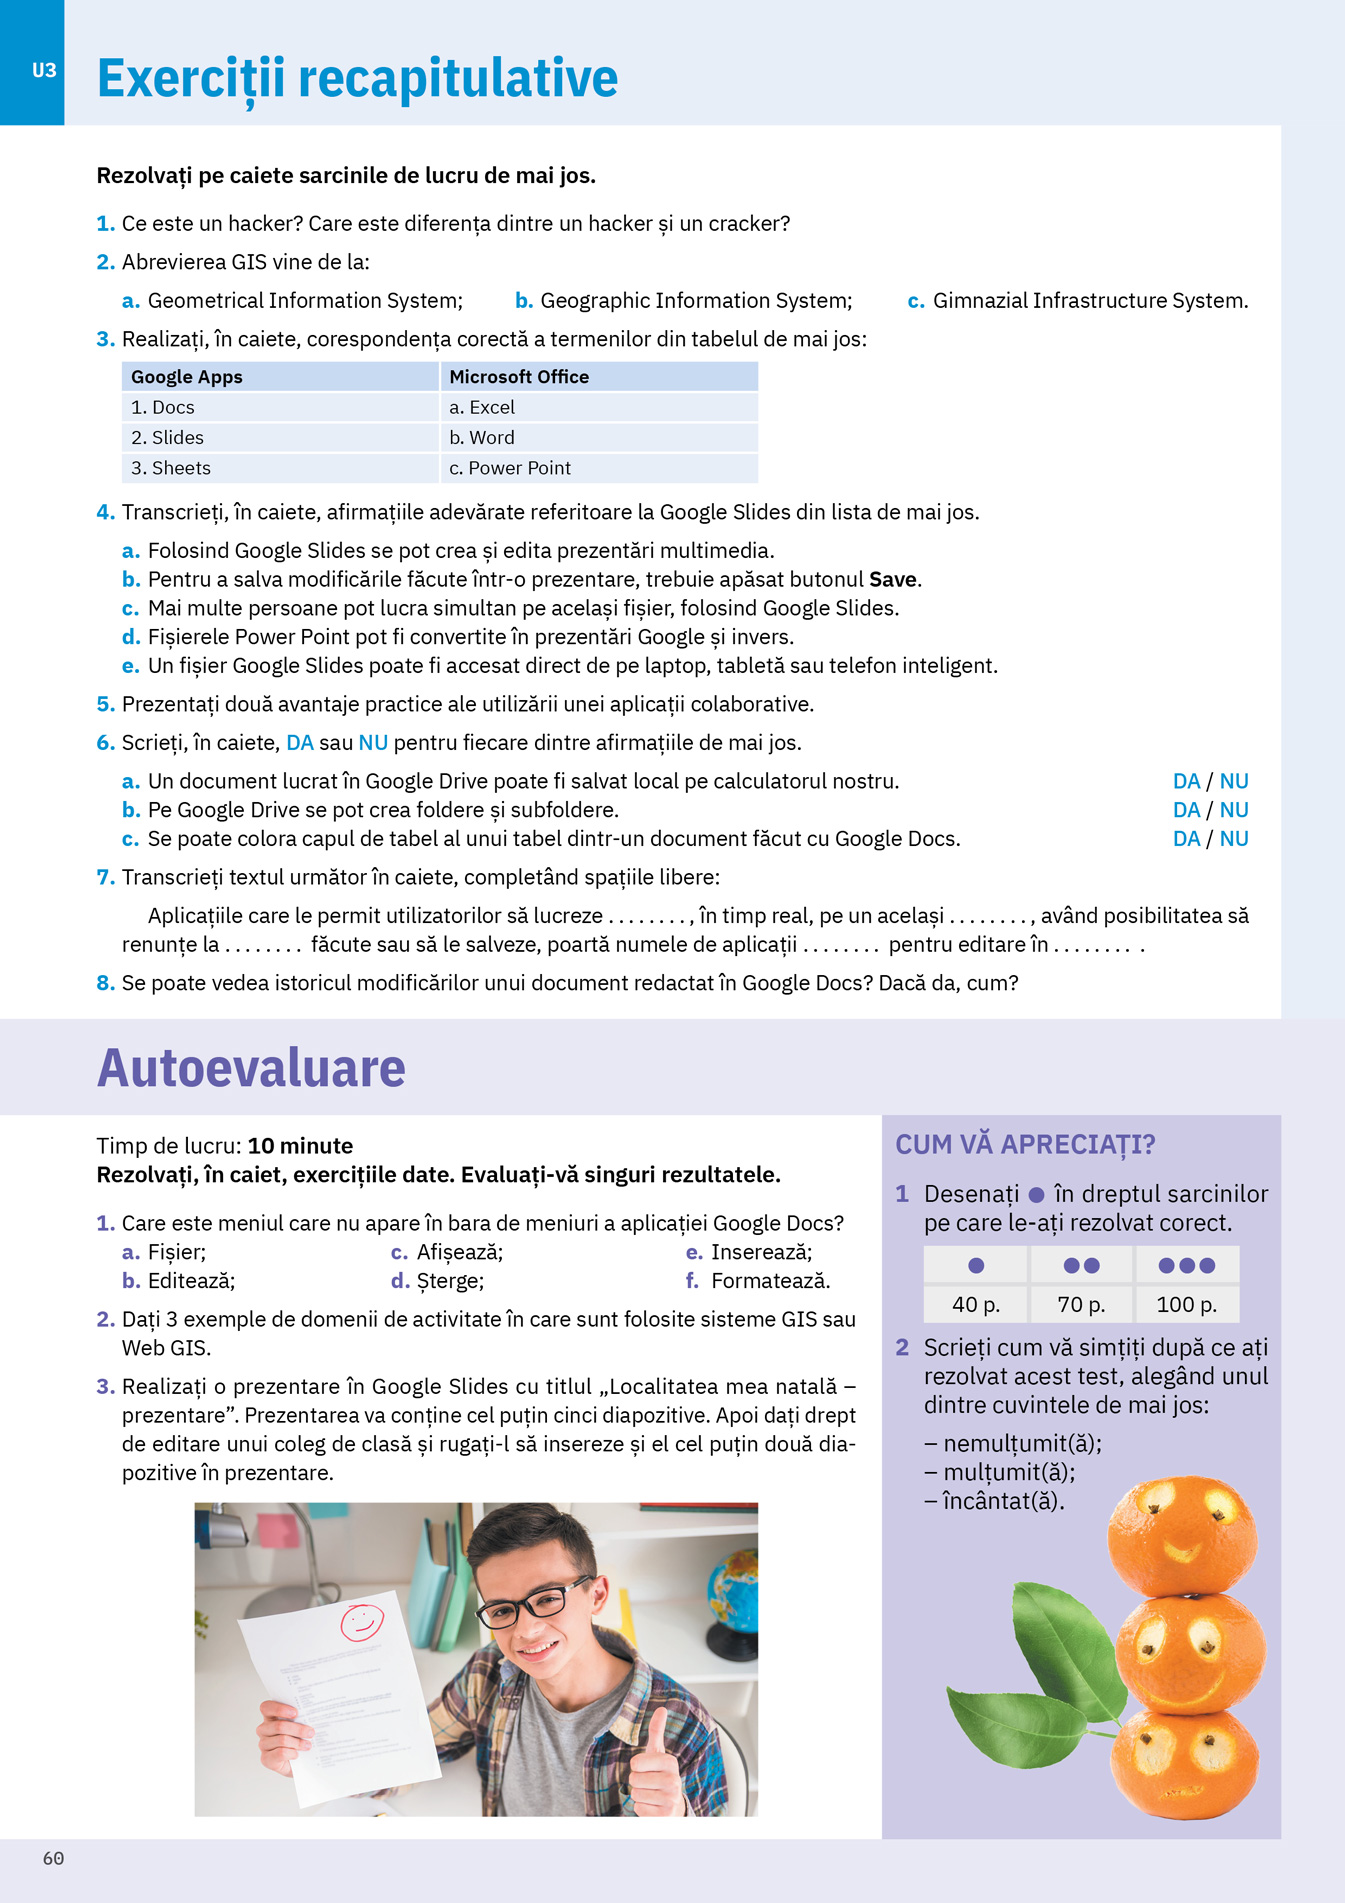 U3
Exerciții recapitulative
Rezolvați pe caiete sarcinile de lucru de mai jos.
1. Ce este un hacker? Care este diferența dintre un hacker și un cracker?
2. Abrevierea GIS vine de la:
a. Geometrical Information System; b. Geographic Information System; c. Gimnazial Infrastructure System.
3. Realizați, în caiete, corespondența corectă a termenilor din tabelul de mai jos:
Google Apps Microsoft Office
1. Docs a. Excel
2. Slides b. Word
3. Sheets c. Power Point
4. Transcrieți, în caiete, afirmațiile adevărate referitoare la Google Slides din lista de mai jos.
a. Folosind Google Slides se pot crea și edita prezentări multimedia.
b. Pentru a salva modificările făcute într-o prezentare, trebuie apăsat butonul Save.
c. Mai multe persoane pot lucra simultan pe același fișier, folosind Google Slides.
d. Fișierele Power Point pot fi convertite în prezentări Google și invers.
e. Un fișier Google Slides poate fi accesat direct de pe laptop, tabletă sau telefon inteligent.
5. Prezentați două avantaje practice ale utilizării unei aplicații colaborative.
6. Scrieți, în caiete, DA sau NU pentru fiecare dintre afirmațiile de mai jos.
a. Un document lucrat în Google Drive poate fi salvat local pe calculatorul nostru. DA / NU
b. Pe Google Drive se pot crea foldere și subfoldere. DA / NU
c. Se poate colora capul de tabel al unui tabel dintr-un document făcut cu Google Docs. DA / NU
7. Transcrieți textul următor în caiete, completând spațiile libere:
Aplicațiile care le permit utilizatorilor să lucreze . . . . . . . . , în timp real, pe un același . . . . . . . . , având posibilitatea să
renunțe la . . . . . . . . făcute sau să le salveze, poartă numele de aplicații . . . . . . . . pentru editare în . . . . . . . . .
8. Se poate vedea istoricul modificărilor unui document redactat în Google Docs? Dacă da, cum?
Autoevaluare
Timp de lucru: 10 minute
Rezolvați, în caiet, exercițiile date. Evaluați-vă singuri rezultatele.
1. Care este meniul care nu apare în bara de meniuri a aplicației Google Docs?
a. Fișier; c. Afișează; e. Inserează;
b. Editează; d. Șterge; f. Formatează.
2. Dați 3 exemple de domenii de activitate în care sunt folosite sisteme GIS sau
Web GIS.
3. Realizați o prezentare în Google Slides cu titlul „Localitatea mea natală –
prezentare”. Prezentarea va conține cel puțin cinci diapozitive. Apoi dați drept
de editare unui coleg de clasă și rugați-l să insereze și el cel puțin două dia-
pozitive în prezentare.
CUM VĂ APRECIAȚI?
1 Desenați ● în dreptul sarcinilor
pe care le-ați rezolvat corect.
● ●● ●●●
40 p. 70 p. 100 p.
2 Scrieți cum vă simțiți după ce ați
rezolvat acest test, alegând unul
dintre cuvintele de mai jos:
– nemulțumit(ă);
– mulțumit(ă);
– încântat(ă).
60